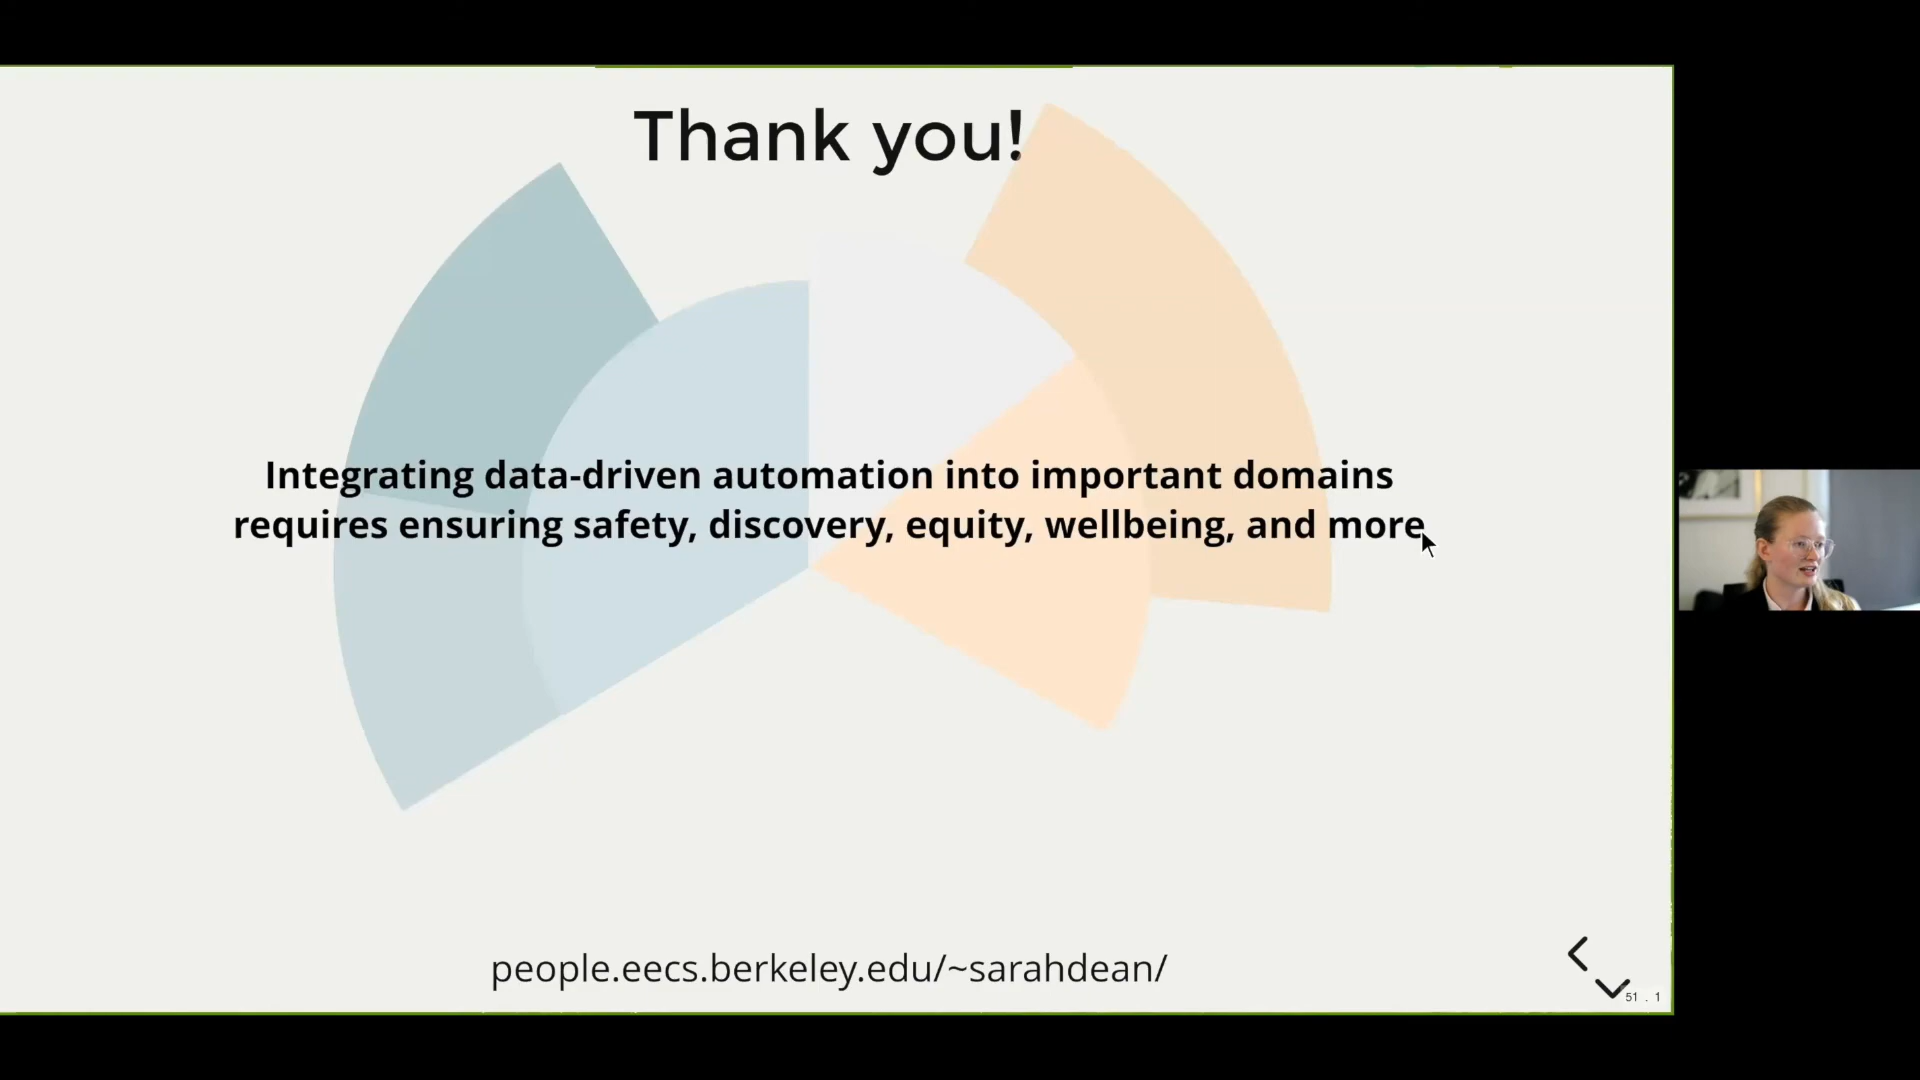 Thank you!
Integrating data-driven automation into important domains
requires ensuring safety, discovery, equity, wellbeing, and more
people.eecs.berkeley.edu/~sarahdean/
51 . 1